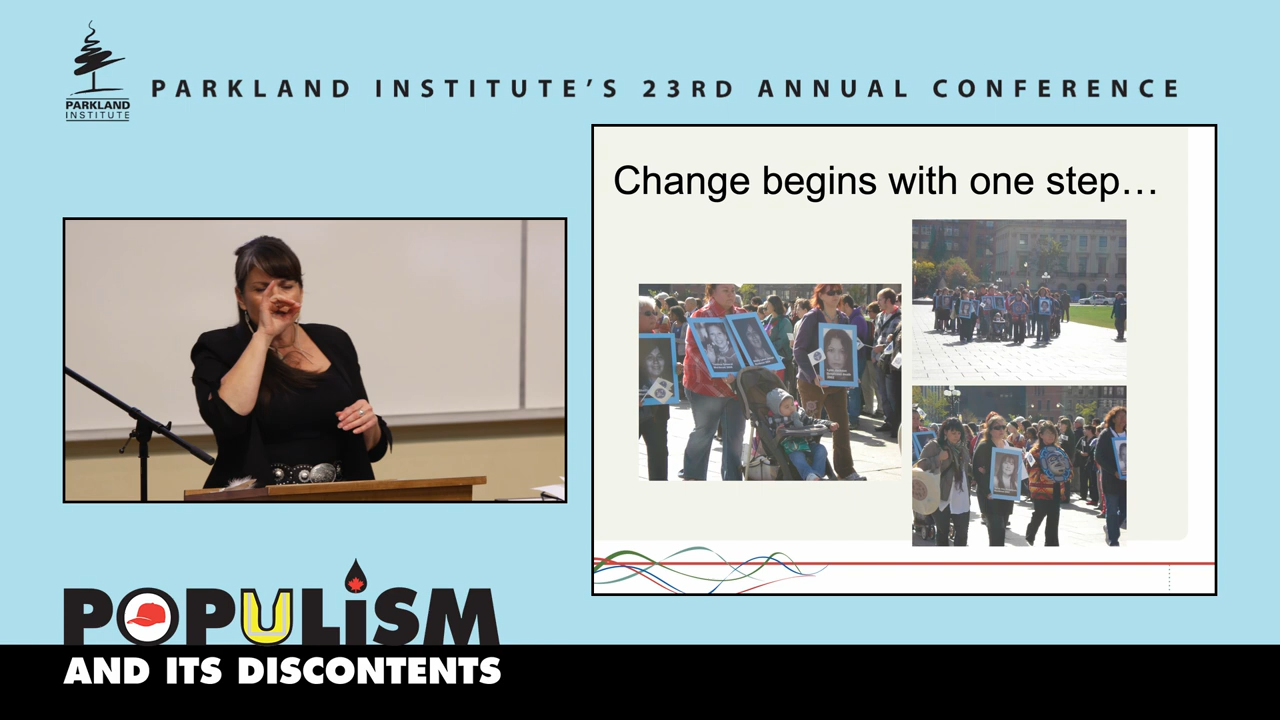 PARKLAND
INSTITUTE
PARKLAND INSTITUTE'S 23RD ANNUAL CONFERENCE
Change begins with one step…
POPULiSM
AND ITS DISCONTENTS